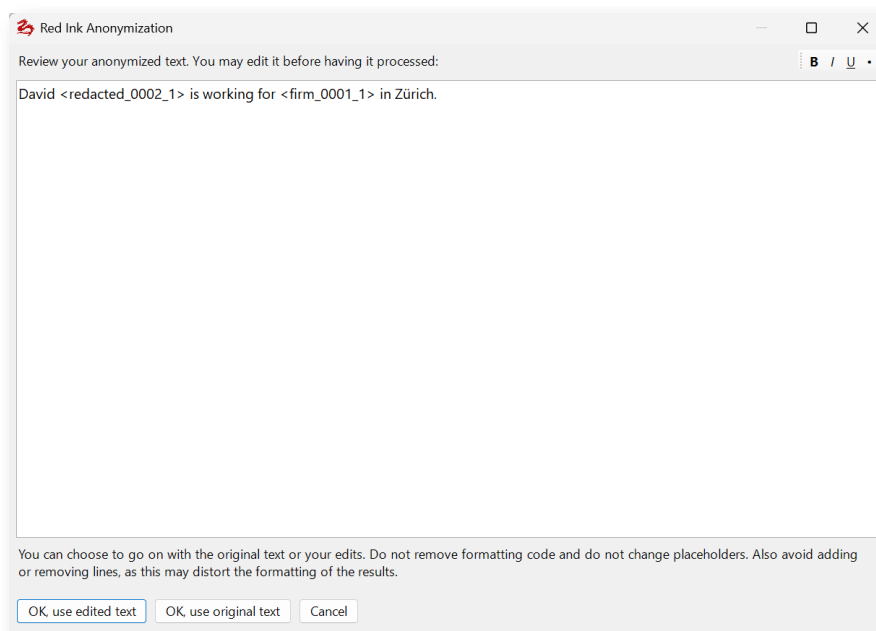 Red Ink Anonymization
Review your anonymized text. You may edit it before having it processed:
B I U
David <redacted_0002_1> is working for <firm_0001_1> in Zürich.
You can choose to go on with the original text or your edits. Do not remove formatting code and do not change placeholders. Also avoid adding
or removing lines, as this may distort the formatting of the results.
OK, use edited text OK, use original text Cancel